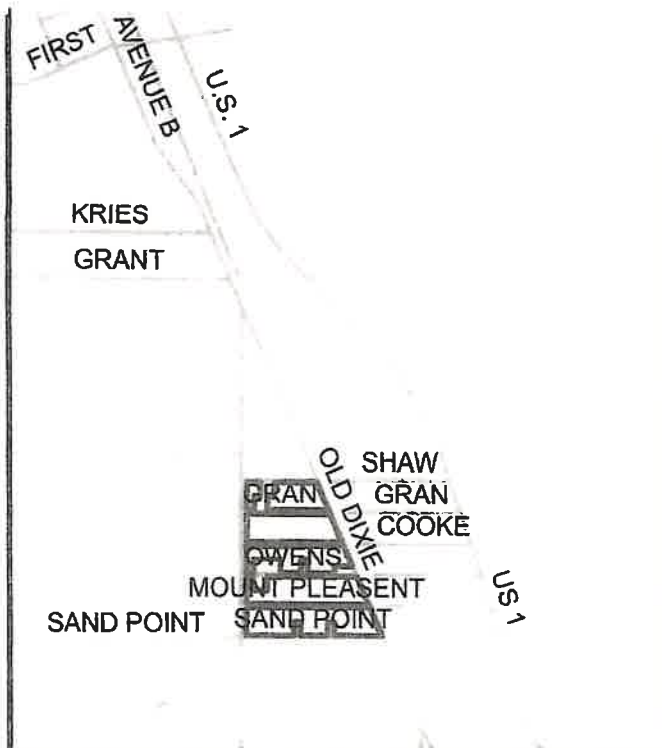 FIRST
AVENUE B
U.S. 1
KRIES
GRANT
OLD DIXIE
SHAW
GRAN
GRAN
COOKE
OWENS
MOUNT PLEASENT
US 1
SAND POINT
SAND POINT